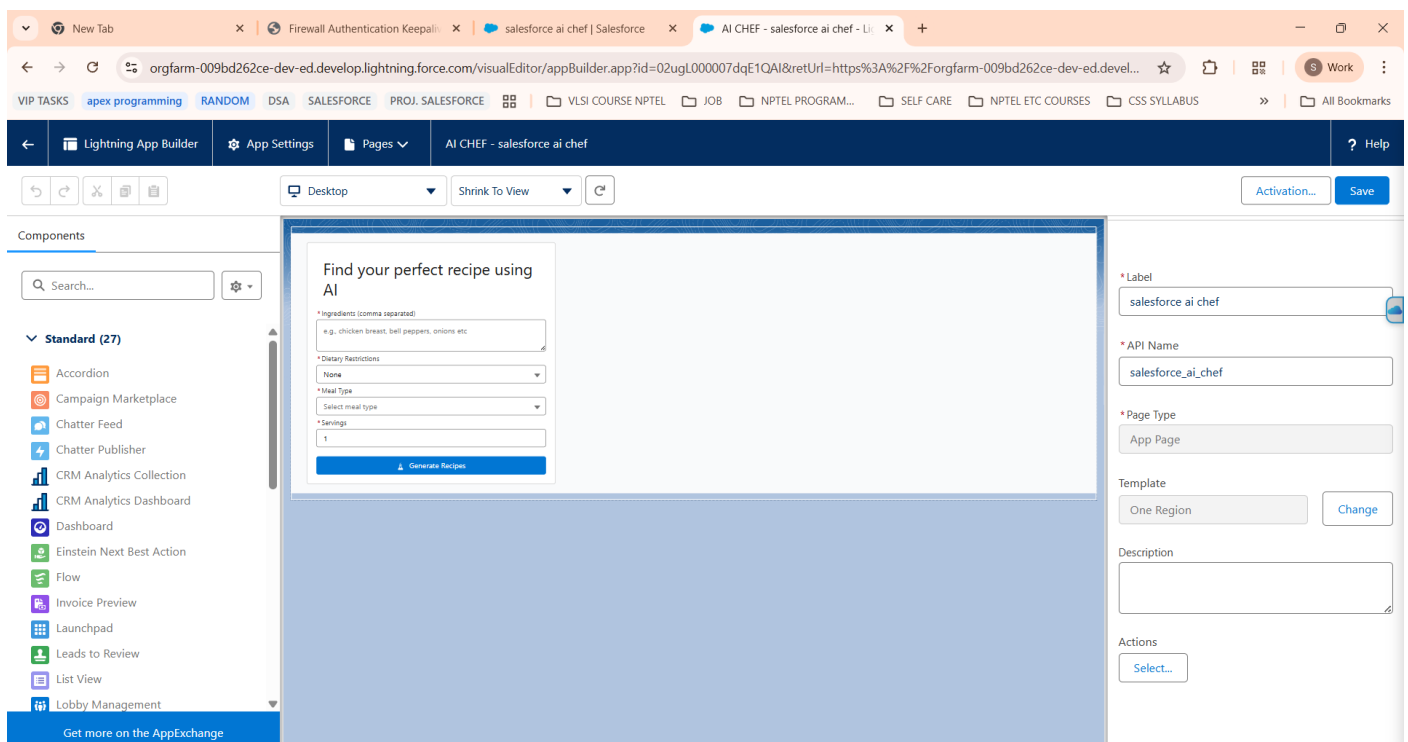 New Tab
Firewall Authentication Keepaliv
salesforce ai chef | Salesforce
AI CHEF - salesforce ai chef - Lig
orgfarm-009bd262ce-dev-ed.develop.lightning.force.com/visualEditor/appBuilder.app?id=02ugL000007dqE1QAI&retUrl=https%3A%2F%2Forgfarm-009bd262ce-dev-ed.devel...
S Work
VIP TASKS apex programming RANDOM DSA SALESFORCE PROJ. SALESFORCE VLSI COURSE NPTEL JOB NPTEL PROGRAM... SELF CARE NPTEL ETC COURSES CSS SYLLABUS » All Bookmarks
Lightning App Builder App Settings Pages AI CHEF - salesforce ai chef ? Help
Desktop Shrink To View Activation... Save
Components
Search...
Standard (27)
Accordion
Campaign Marketplace
Chatter Feed
Chatter Publisher
CRM Analytics Collection
CRM Analytics Dashboard
Dashboard
Einstein Next Best Action
Flow
Invoice Preview
Launchpad
Leads to Review
List View
Lobby Management
Get more on the AppExchange
Find your perfect recipe using
AI
*Ingredients (comma separated)
e.g., chicken breast, bell peppers, onions etc
*Dietary Restrictions
None
*Meal Type
Select meal type
*Servings
1
Generate Recipes
*Label
salesforce ai chef
*API Name
salesforce_ai_chef
*Page Type
App Page
Template
One Region
Change
Description
Actions
Select...